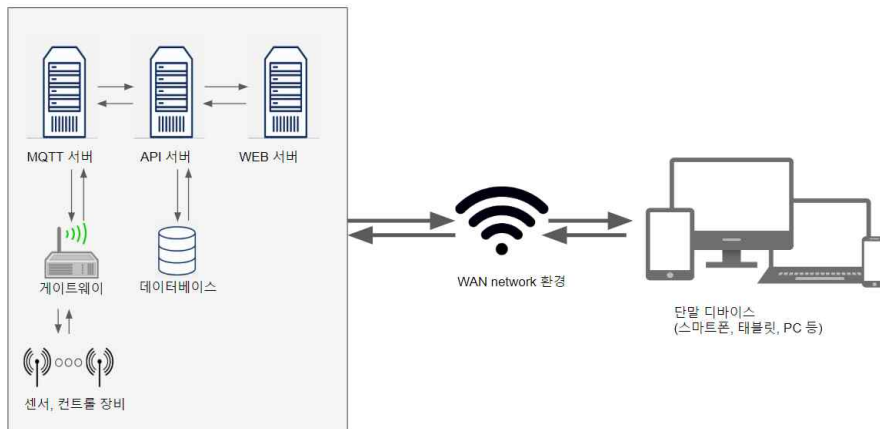 MQTT 서버
API 서버
WEB 서버
게이트웨이
데이터베이스
센서, 컨트롤 장비
WAN network 환경
단말 디바이스
(스마트폰, 태블릿, PC 등)